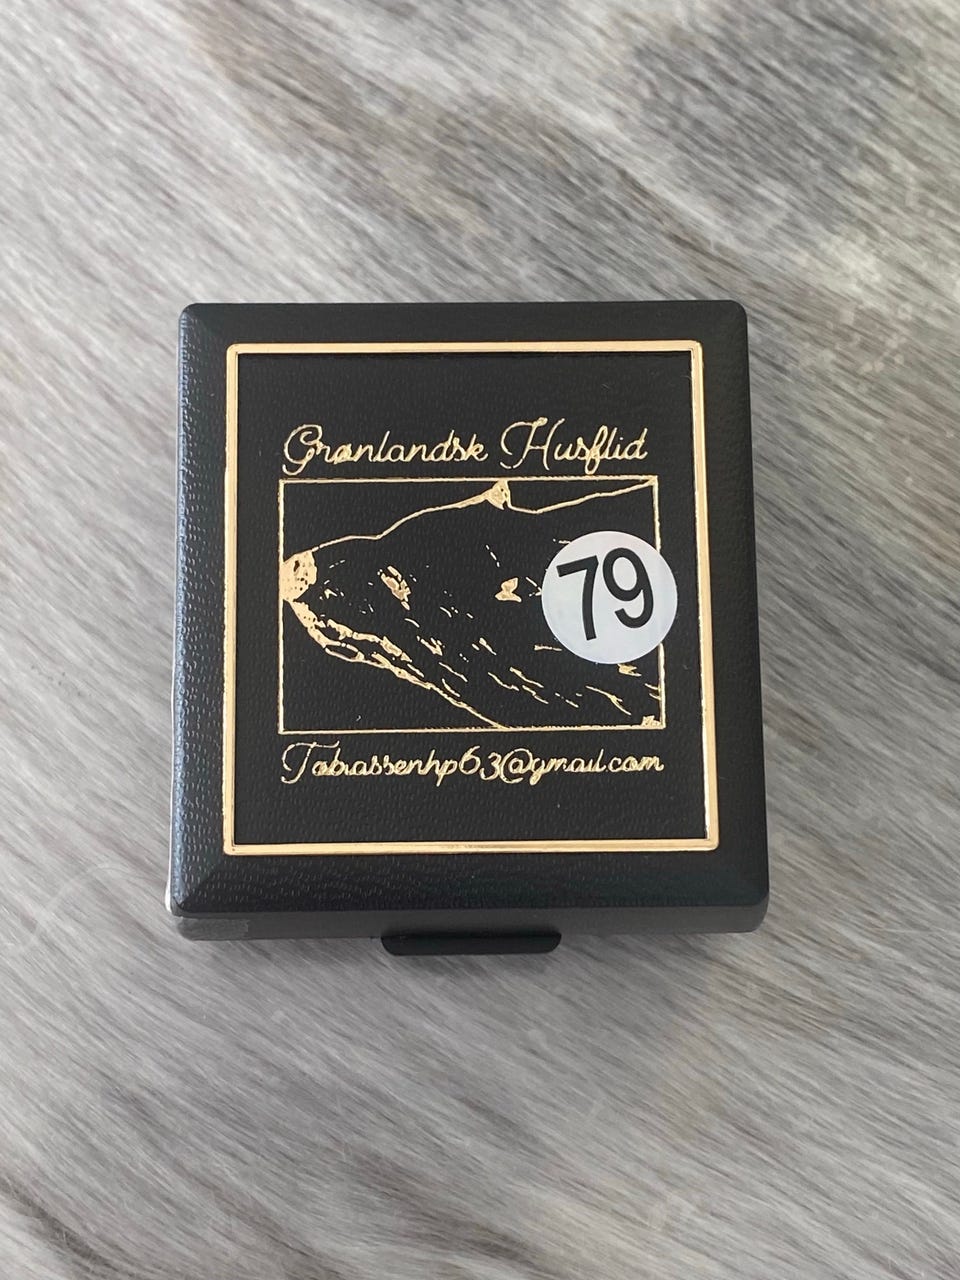 Grønlandsk Husflid
79
Tobiassenhp63@gmail.com